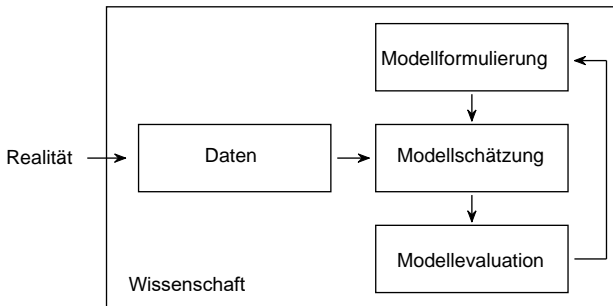 Modellformulierung
Realität
Daten
Modellschätzung
Modellevaluation
Wissenschaft